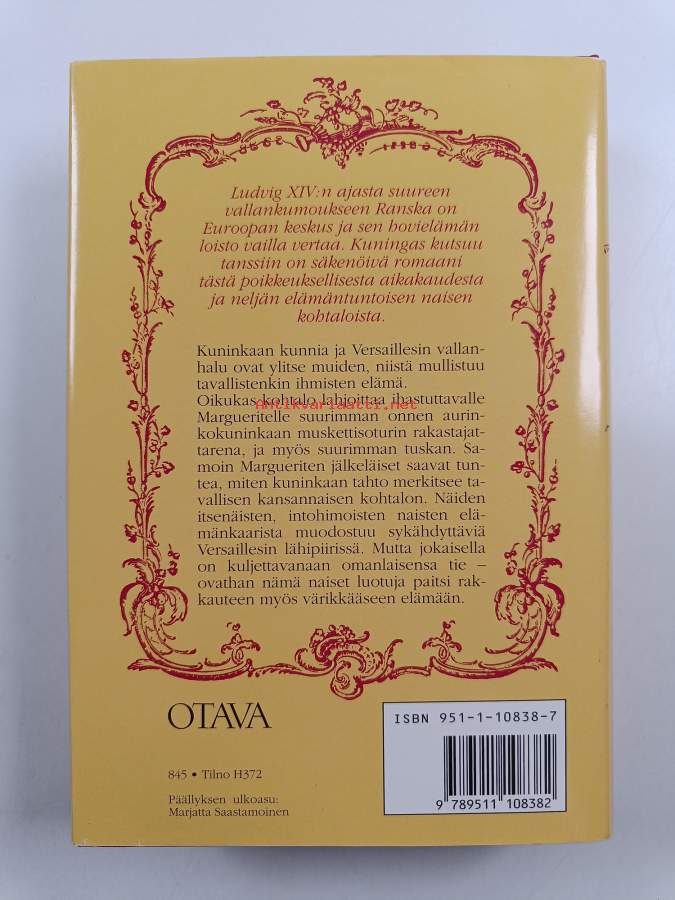 Ludvig XIV:n ajasta suureen
vallankumoukseen Ranska on
Euroopan keskus ja sen hovielämän
loisto vailla vertaa. Kuningas kutsuu
tanssiin on säkenöivä romaani
tästä poikkeuksellisesta aikakaudesta
ja neljän elämäntuntoisen naisen
kohtaloista.
Kuninkaan kunnia ja Versaillesin vallan-
halu ovat ylitse muiden, niistä mullistuu
tavallistenkin ihmisten elämä.
Oikukas kohtalo lahjoittaa ihastuttavalle
Antikvariaatti.net
Margueritelle suurimman onnen aurin-
kokuninkaan muskettisoturin rakastajat-
tarena, ja myös suurimman tuskan. Sa-
moin Margueriten jälkeläiset saavat tun-
tea, miten kuninkaan tahto merkitsee ta-
vallisen kansannaisen kohtalon. Näiden
itsenäisten, intohimoisten naisten elä-
mänkaarista muodostuu sykähdyttäviä
Versaillesin lähipiirissä. Mutta jokaisella
on kuljettavanaan omanlaisensa tie –
ovathan nämä naiset luotuja paitsi rak-
kauteen myös värikkääseen elämään.
OTAVA
845 • Tilno H372
Päällyksen ulkoasu:
Marjatta Saastamoinen
ISBN 951-1-10838-7
9 789511 108382